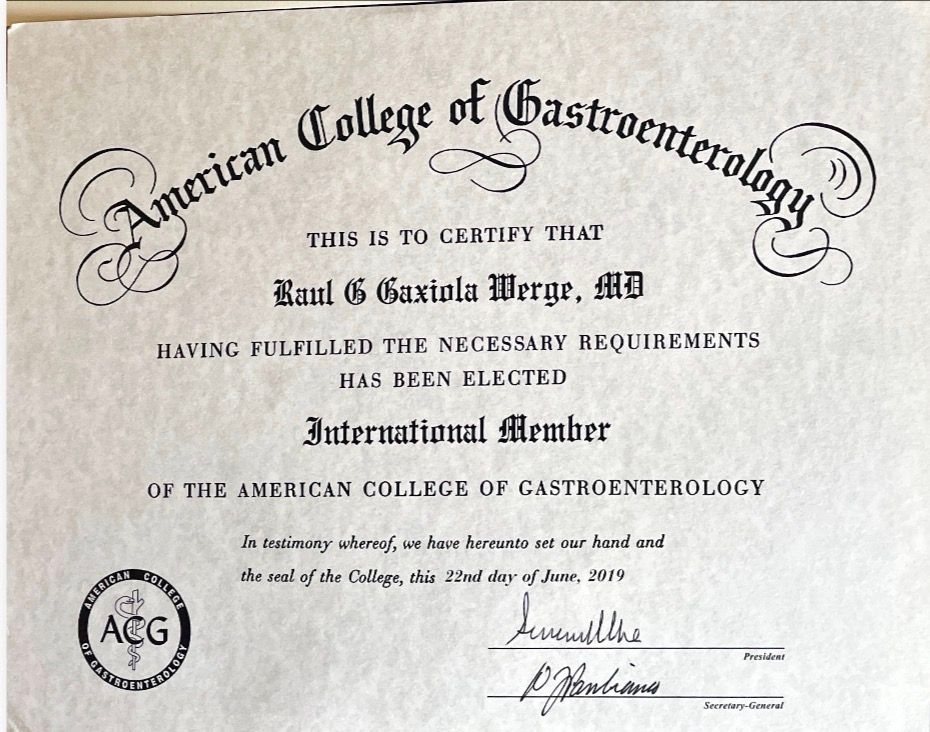 American College of Gastroenterology
THIS IS TO CERTIFY THAT
Raul G Gaxiola Werge, MD
HAVING FULFILLED THE NECESSARY REQUIREMENTS
HAS BEEN ELECTED
International Member
OF THE AMERICAN COLLEGE OF GASTROENTEROLOGY
In testimony whereof, we have hereunto set our hand and
the seal of the College, this 22nd day of June, 2019
AMERICAN COLLEGE
ACG
OF GASTROENTEROLOGY
President
Secretary-General